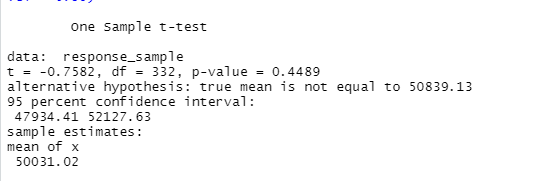 One Sample t-test
data:  response_sample
t = -0.7582, df = 332, p-value = 0.4489
alternative hypothesis: true mean is not equal to 50839.13
95 percent confidence interval:
 47934.41 52127.63
sample estimates:
mean of x
 50031.02